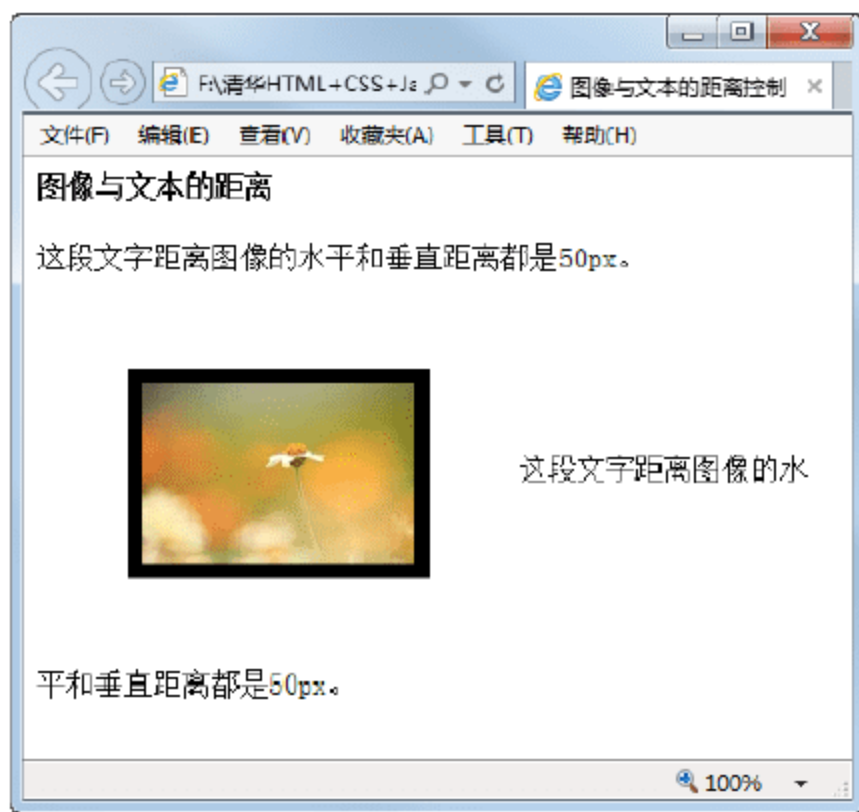 F:\清华HTML+CSS+Ja
图像与文本的距离控制
文件(F) 编辑(E) 查看(V) 收藏夹(A) 工具(T) 帮助(H)
图像与文本的距离
这段文字距离图像的水平和垂直距离都是50px。
这段文字距离图像的水
平和垂直距离都是50px。
100%